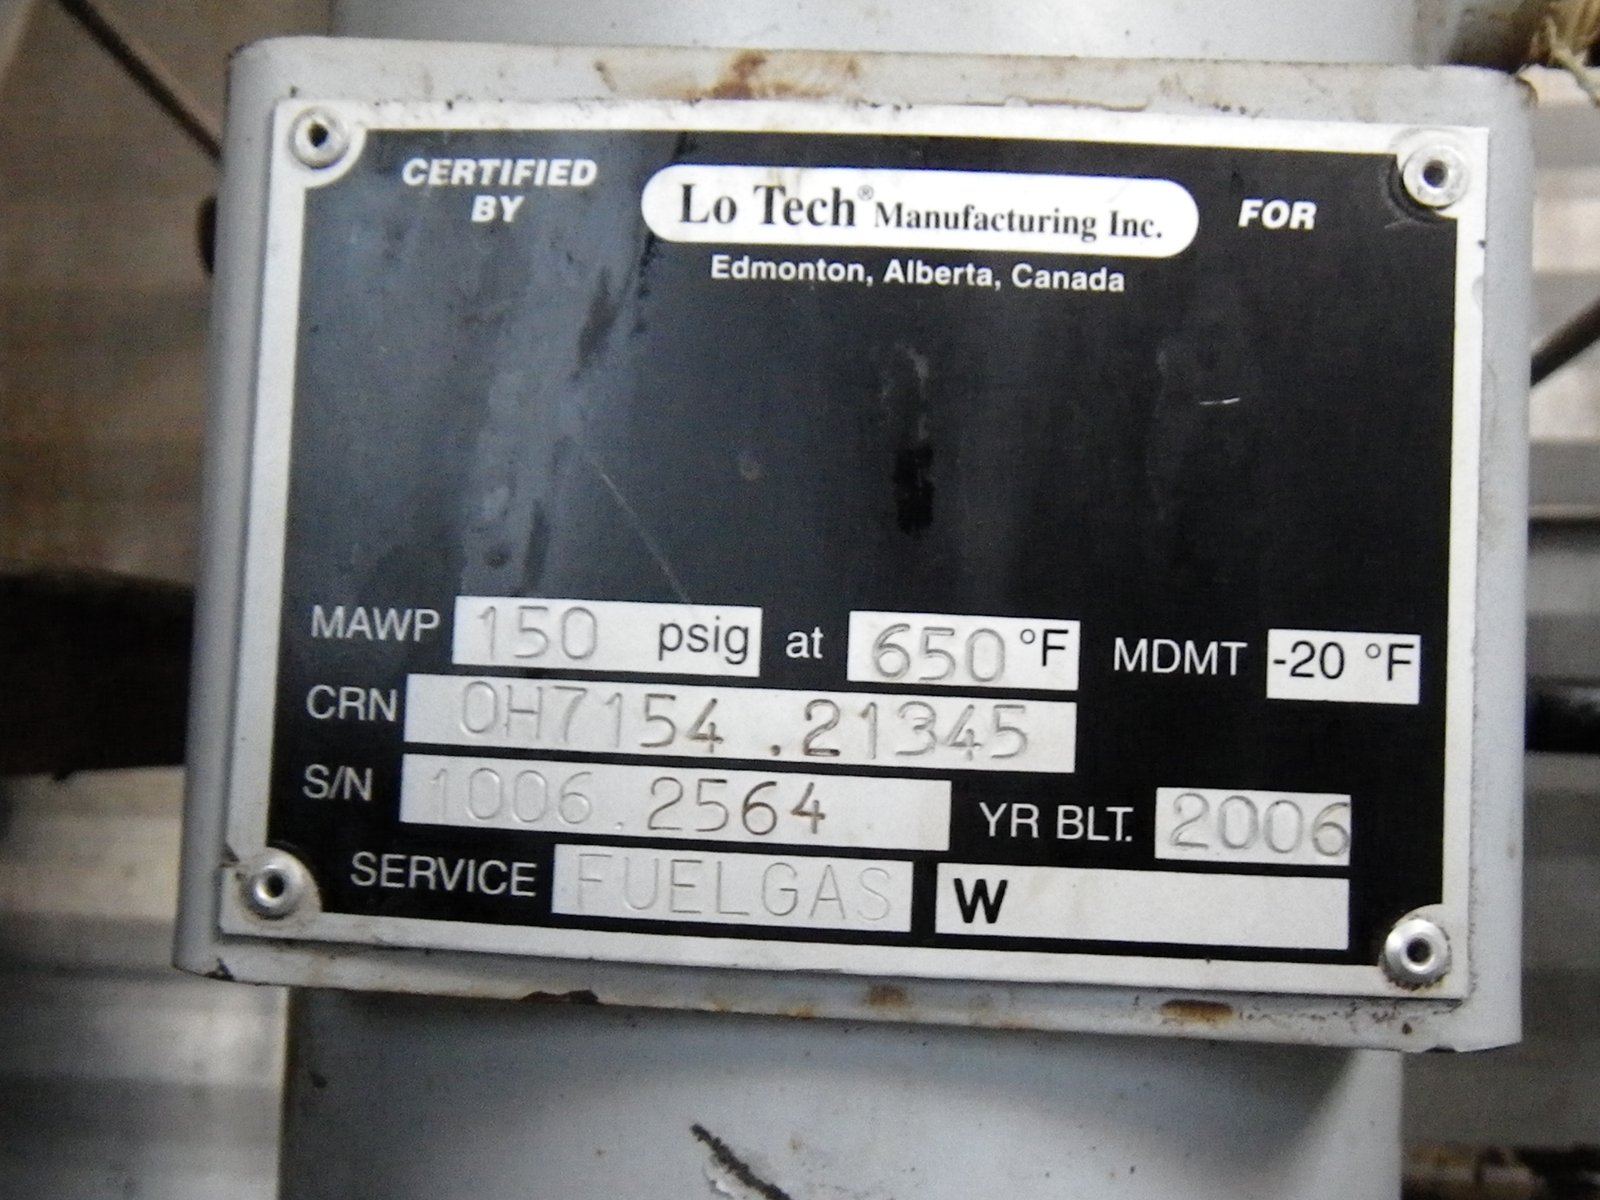 CERTIFIED BY
Lo Tech® Manufacturing Inc.
FOR
Edmonton, Alberta, Canada
MAWP 150 psig at 650 °F MDMT -20 °F
CRN 0H7154.21345
S/N 1006.2564 YR BLT. 2006
SERVICE FUELGAS W